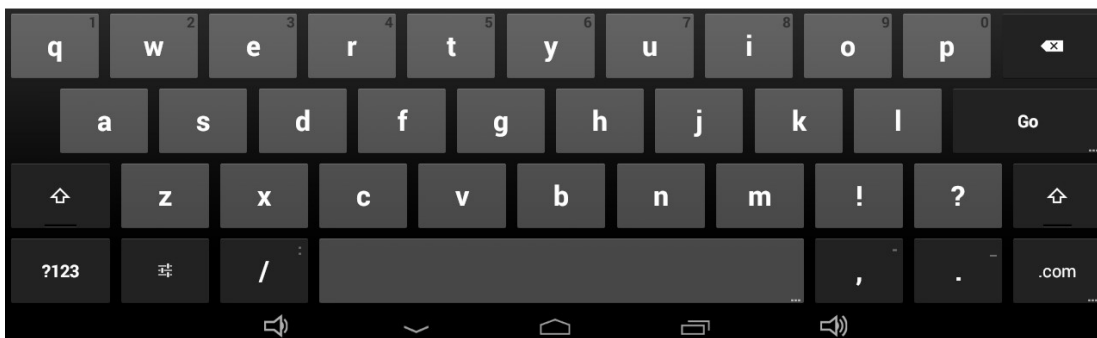 1 2 3 4 5 6 7 8 9 0
q w e r t y u i o p
a s d f g h j k l Go
z x c v b n m ! ?
?123 / : , - . _ .com